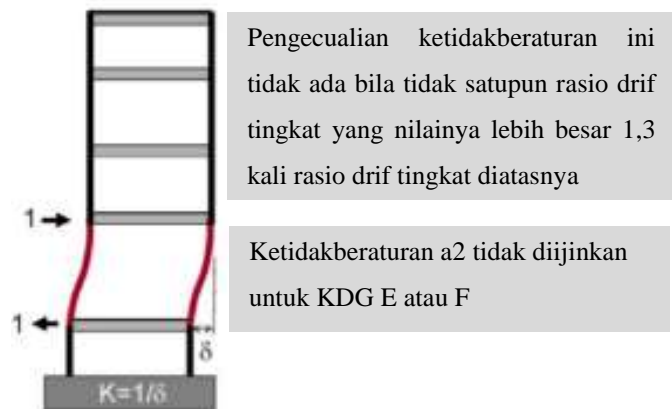 Pengecualian ketidakberaturan ini
tidak ada bila tidak satupun rasio drif
tingkat yang nilainya lebih besar 1,3
kali rasio drif tingkat diatasnya
1
Ketidakberaturan a2 tidak diijinkan
untuk KDG E atau F
1
δ
K=1/δ